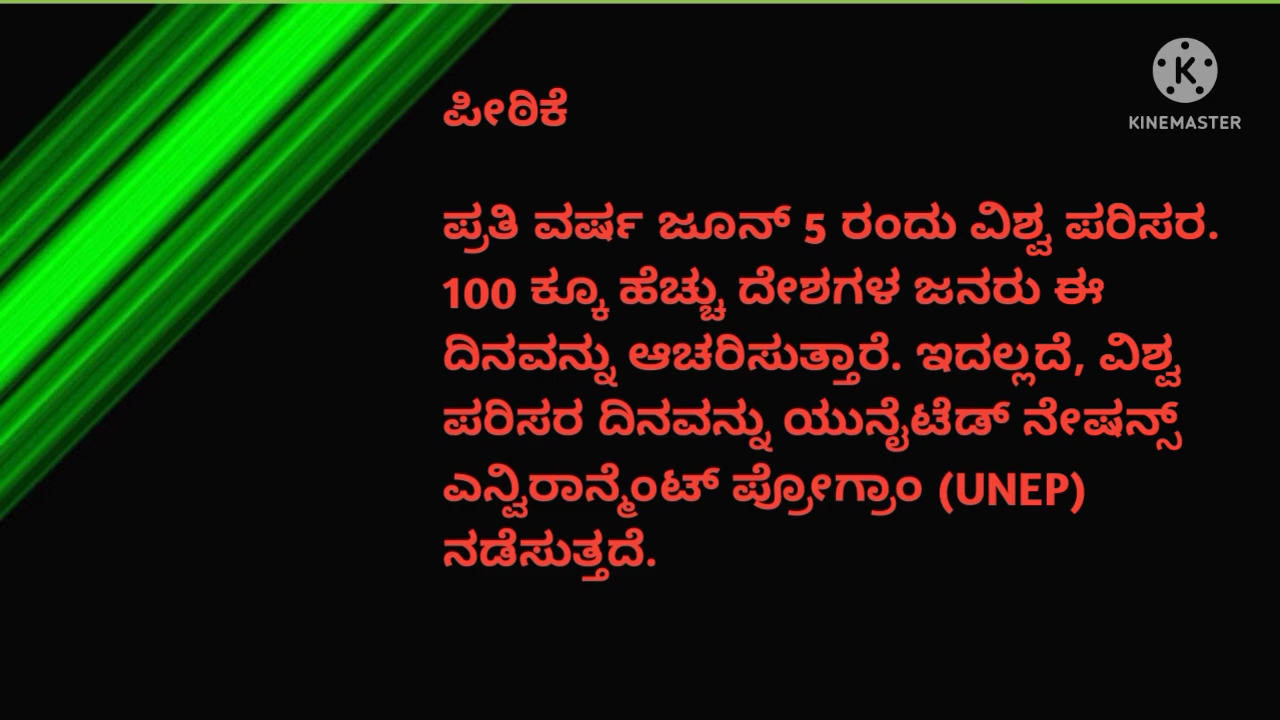 KINEMASTER
ಪೀಠಿಕೆ
ಪ್ರತಿ ವರ್ಷ ಜೂನ್ 5 ರಂದು ವಿಶ್ವ ಪರಿಸರ.
100 ಕ್ಕೂ ಹೆಚ್ಚು ದೇಶಗಳ ಜನರು ಈ
ದಿನವನ್ನು ಆಚರಿಸುತ್ತಾರೆ. ಇದಲ್ಲದೆ, ವಿಶ್ವ
ಪರಿಸರ ದಿನವನ್ನು ಯುನೈಟೆಡ್ ನೇಷನ್ಸ್
ಎನ್ವಿರಾನ್ಮೆಂಟ್ ಪ್ರೋಗ್ರಾಂ (UNEP)
ನಡೆಸುತ್ತದೆ.